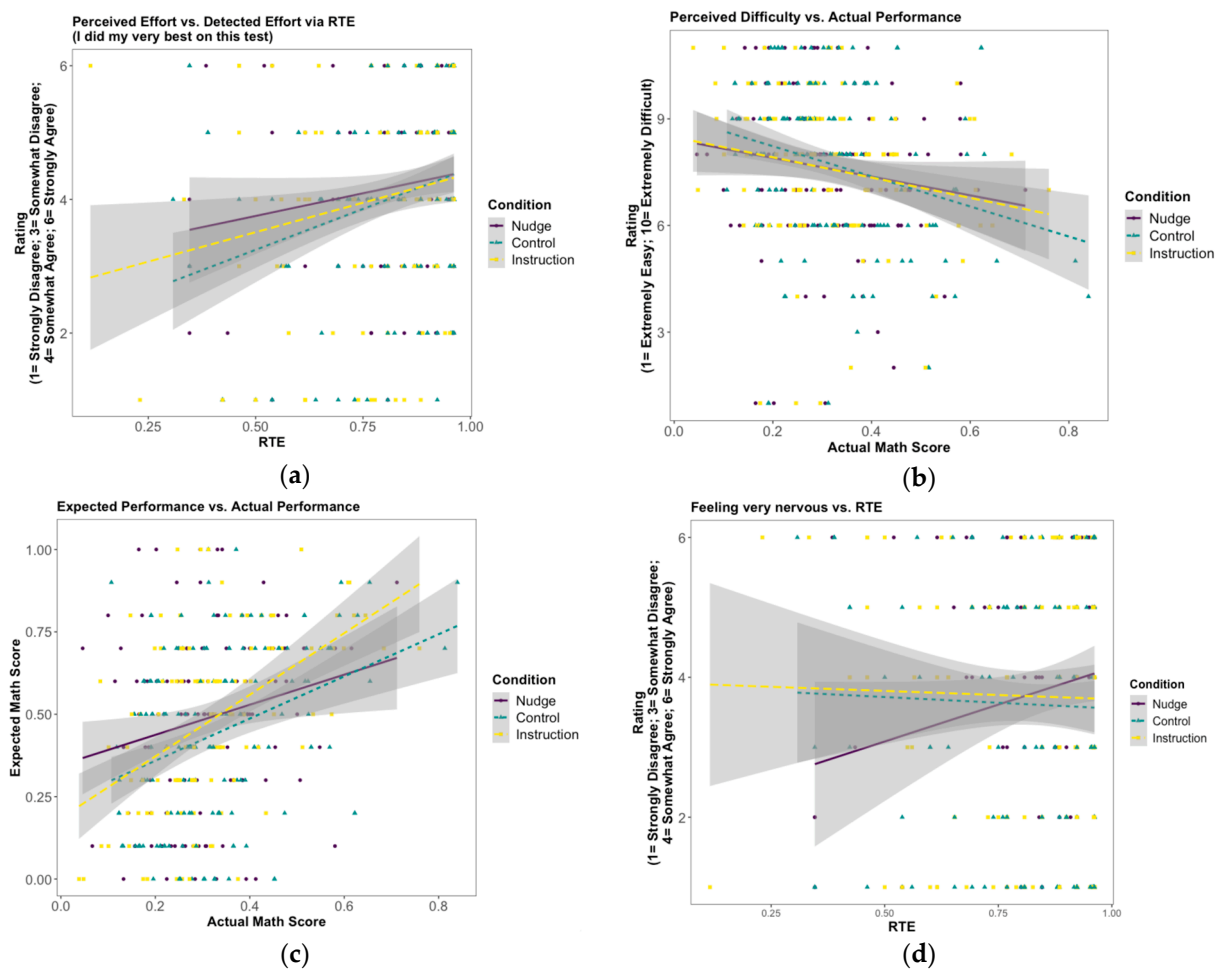 Perceived Effort vs. Detected Effort via RTE
(I did my very best on this test)
Rating
(1= Strongly Disagree; 3= Somewhat Disagree;
4= Somewhat Agree; 6= Strongly Agree)
6
4
2
0.25
0.50
0.75
1.00
RTE
Condition
Nudge
Control
Instruction
(a)
Perceived Difficulty vs. Actual Performance
Rating
(1= Extremely Easy; 10= Extremely Difficult)
9
6
3
0.0
0.2
0.4
0.6
0.8
Actual Math Score
Condition
Nudge
Control
Instruction
(b)
Expected Performance vs. Actual Performance
Expected Math Score
1.00
0.75
0.50
0.25
0.00
0.0
0.2
0.4
0.6
0.8
Actual Math Score
Condition
Nudge
Control
Instruction
(c)
Feeling very nervous vs. RTE
Rating
(1= Strongly Disagree; 3= Somewhat Disagree;
4= Somewhat Agree; 6= Strongly Agree)
6
4
2
0.25
0.50
0.75
1.00
RTE
Condition
Nudge
Control
Instruction
(d)